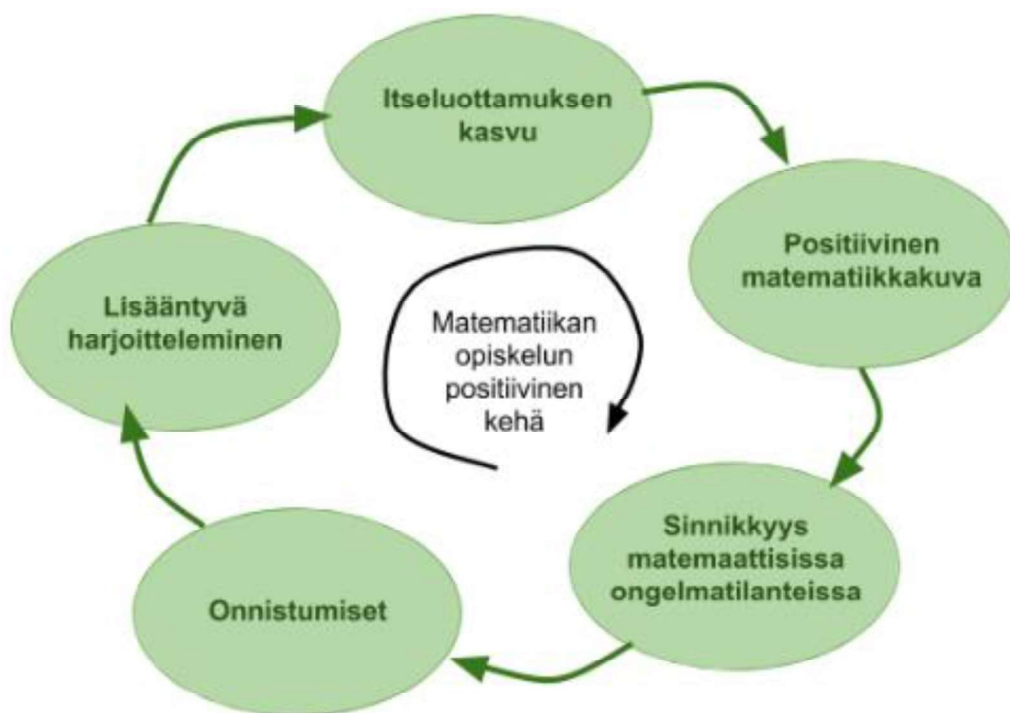 Itseluottamuksen
kasvu
Positiivinen
matematiikkakuva
Sinnikkyys
matemaattisissa
ongelmatilanteissa
Onnistumiset
Lisääntyvä
harjoitteleminen
Matematiikan
opiskelun
positiivinen
kehä